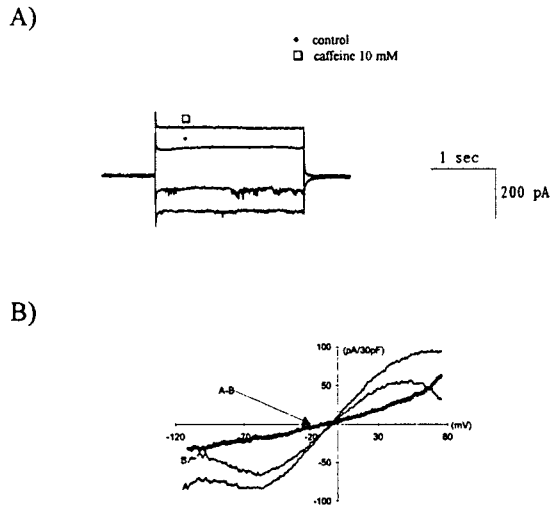 A)
control
caffeine 10 mM
1 sec
200 pA
B)
100
(pA/30pF)
50
A-B
(mV)
-120
-70
-20
30
80
B
-50
A
-100